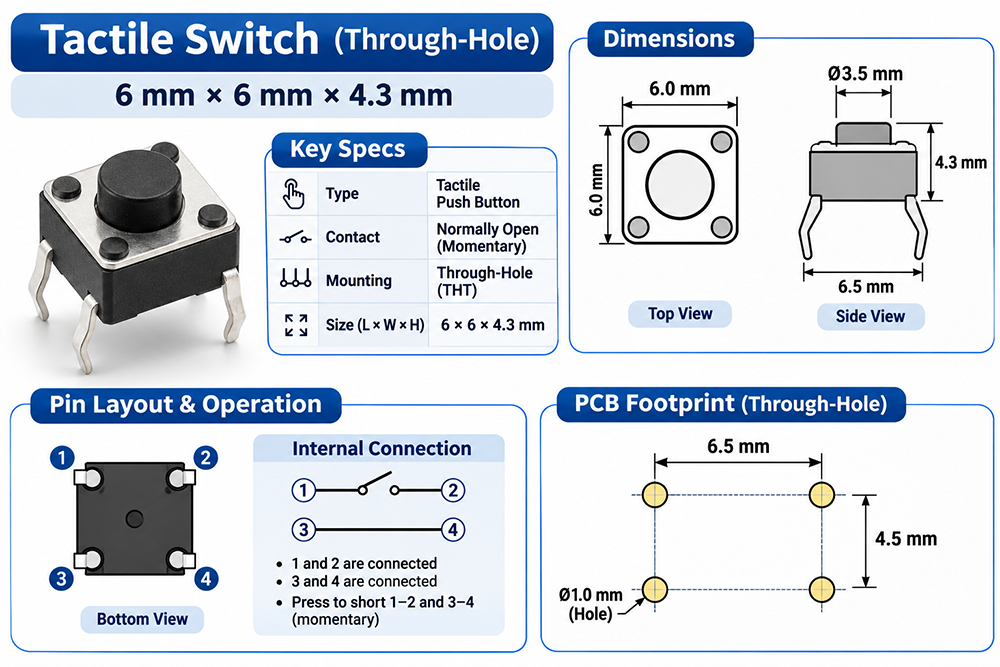 Tactile Switch (Through-Hole)
6 mm × 6 mm × 4.3 mm
Key Specs
Type
Tactile
Push Button
Contact
Normally Open
(Momentary)
Mounting
Through-Hole
(THT)
Size (L × W × H)
6 × 6 × 4.3 mm
Dimensions
6.0 mm
6.0 mm
Top View
Ø3.5 mm
4.3 mm
6.5 mm
Side View
Pin Layout & Operation
1
2
3
4
Bottom View
Internal Connection
1
2
3
4
• 1 and 2 are connected
• 3 and 4 are connected
• Press to short 1–2 and 3–4
(momentary)
PCB Footprint (Through-Hole)
6.5 mm
4.5 mm
Ø1.0 mm
(Hole)